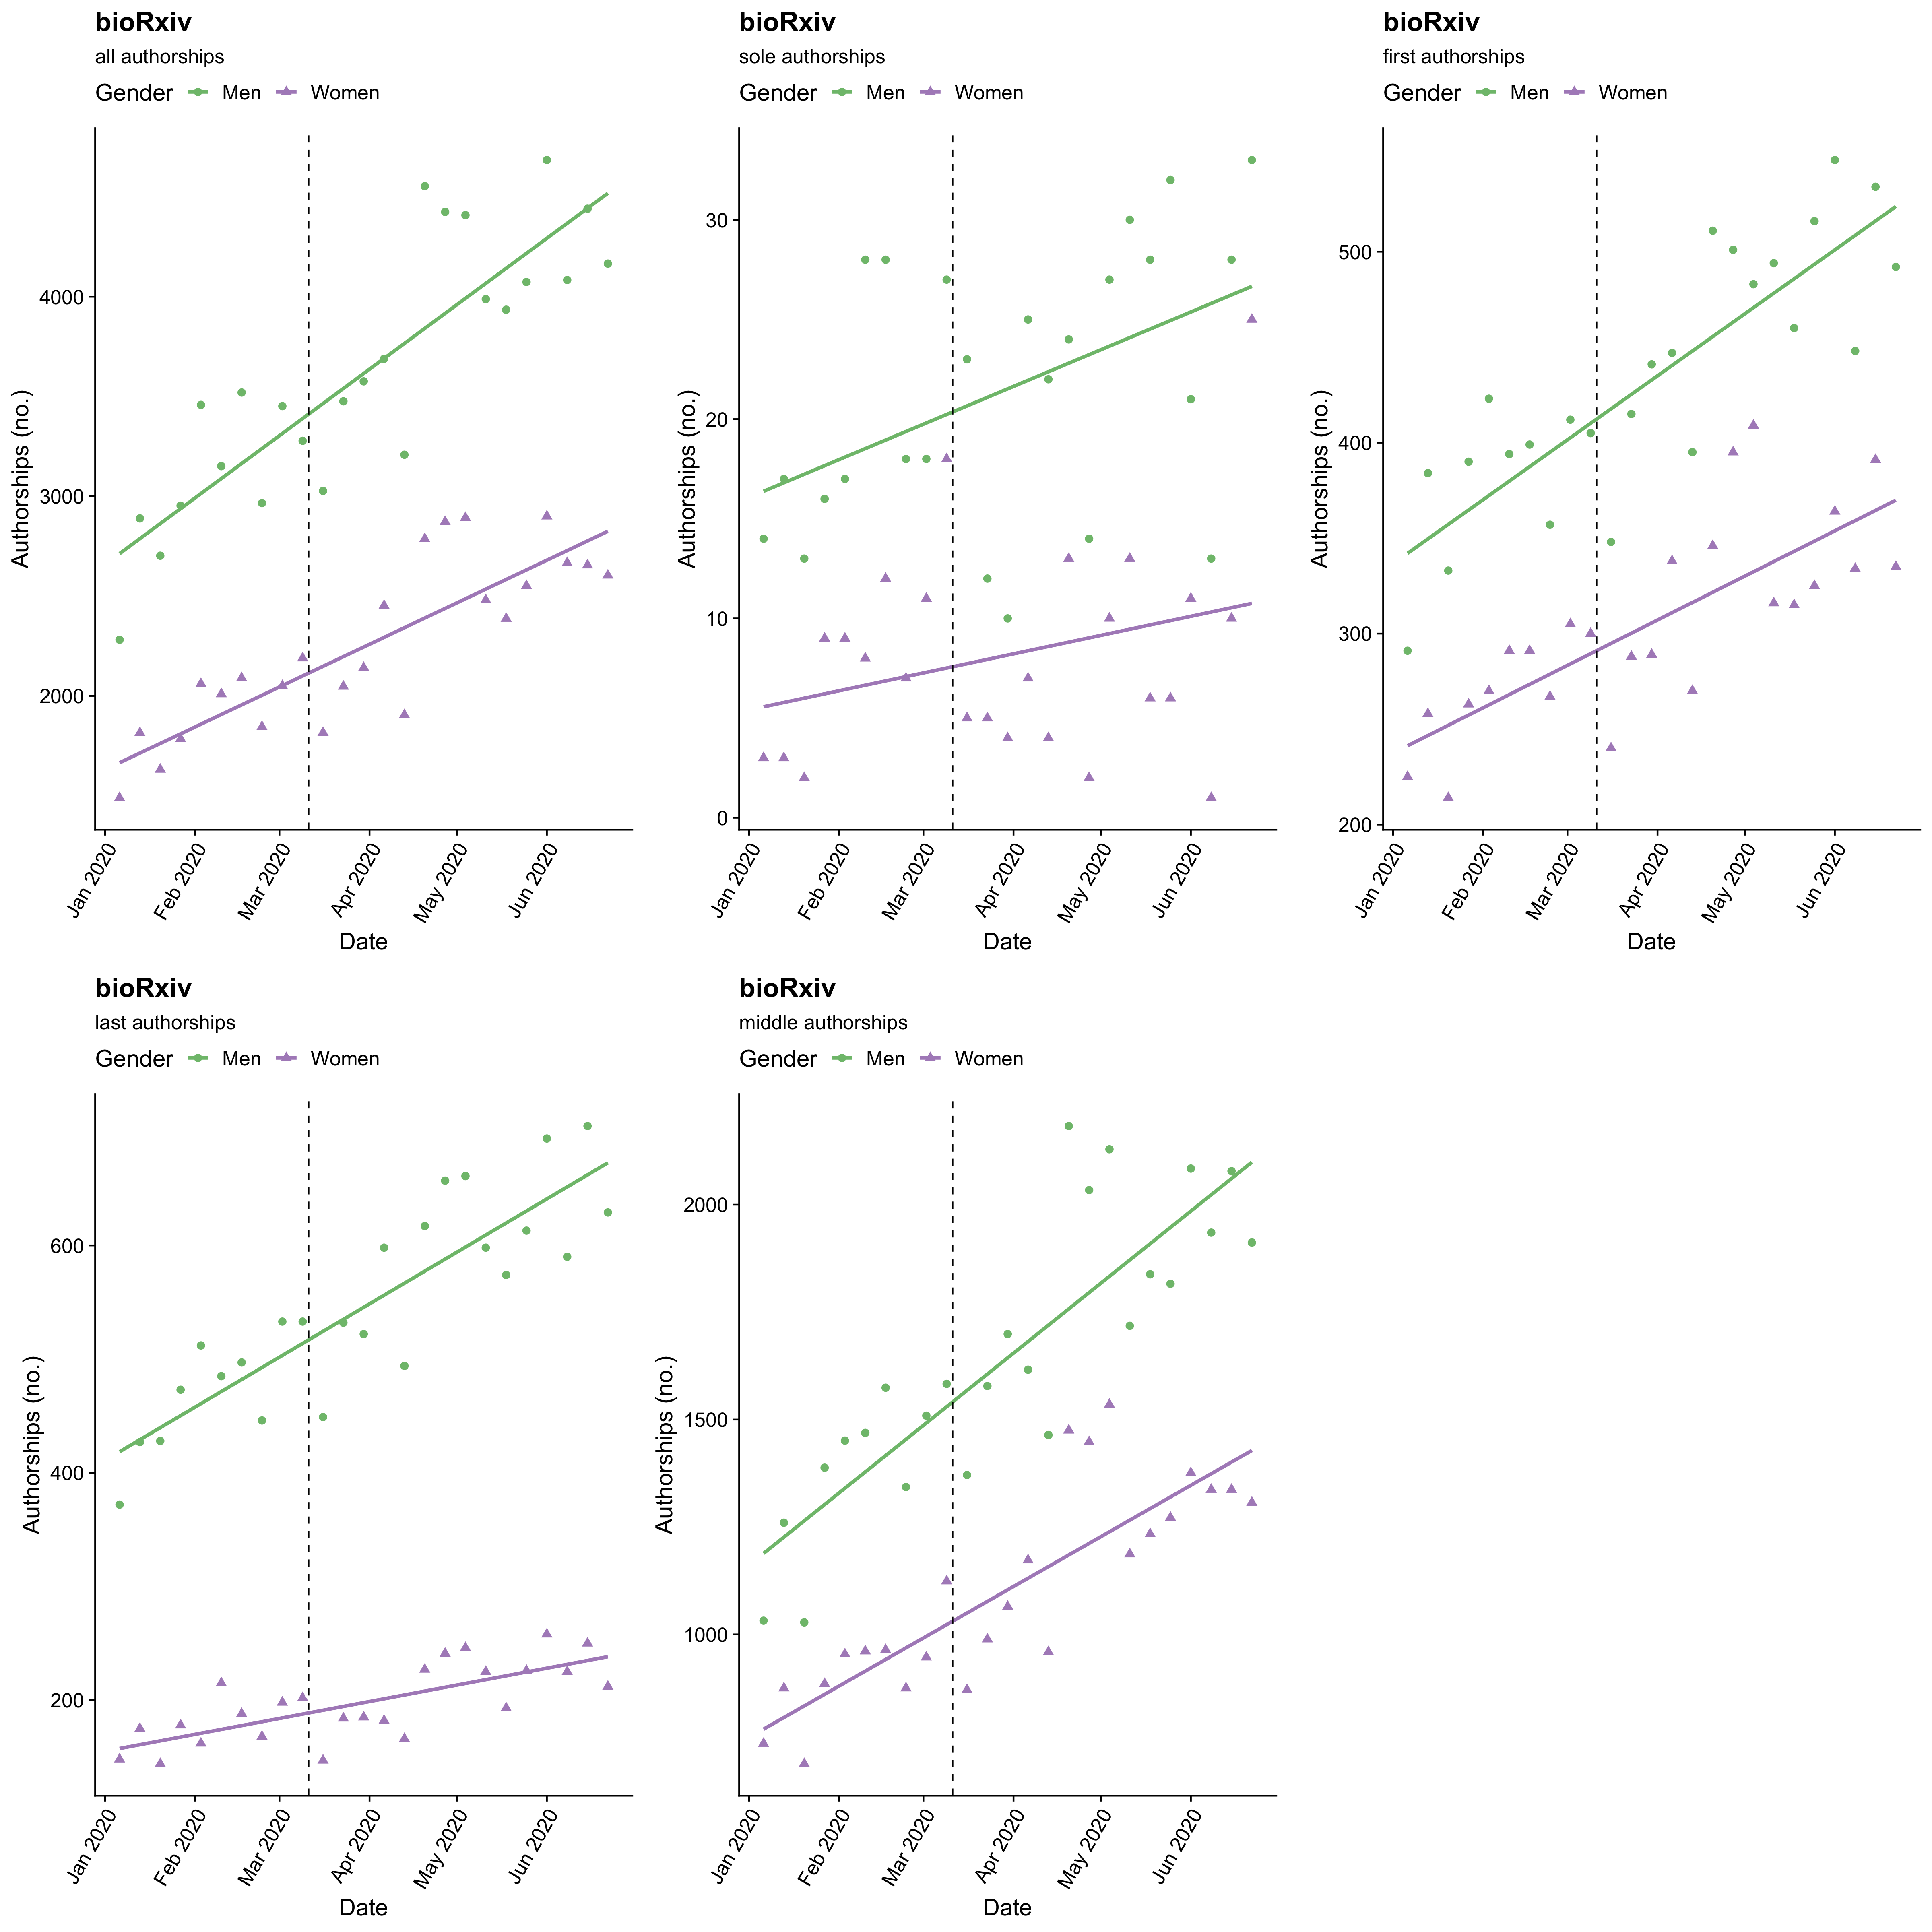 bioRxiv
all authorships
Gender Men Women
Authorships (no.)
4000
3000
2000
Jan 2020
Feb 2020
Mar 2020
Apr 2020
May 2020
Jun 2020
Date
bioRxiv
sole authorships
Gender Men Women
Authorships (no.)
30
20
10
0
Jan 2020
Feb 2020
Mar 2020
Apr 2020
May 2020
Jun 2020
Date
bioRxiv
first authorships
Gender Men Women
Authorships (no.)
500
400
300
200
Jan 2020
Feb 2020
Mar 2020
Apr 2020
May 2020
Jun 2020
Date
bioRxiv
last authorships
Gender Men Women
Authorships (no.)
600
400
200
Jan 2020
Feb 2020
Mar 2020
Apr 2020
May 2020
Jun 2020
Date
bioRxiv
middle authorships
Gender Men Women
Authorships (no.)
2000
1500
1000
Jan 2020
Feb 2020
Mar 2020
Apr 2020
May 2020
Jun 2020
Date